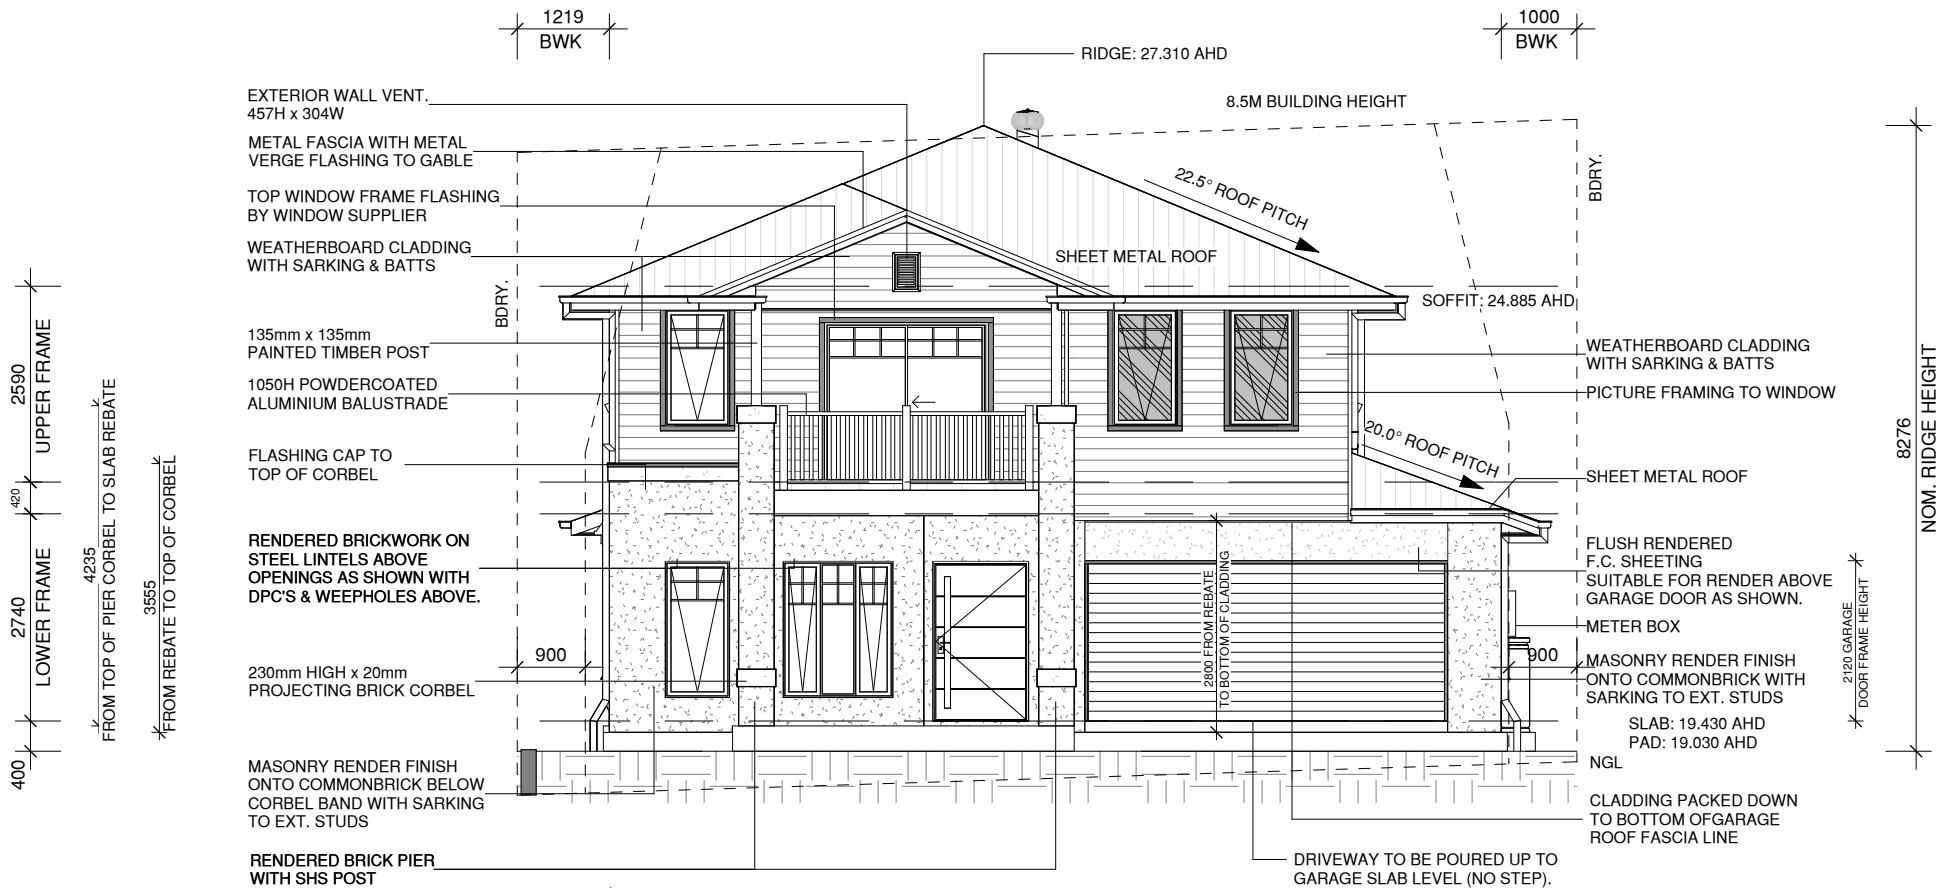 1219
BWK
1000
BWK
RIDGE: 27.310 AHD
8.5M BUILDING HEIGHT
EXTERIOR WALL VENT.
457H x 304W
METAL FASCIA WITH METAL
VERGE FLASHING TO GABLE
TOP WINDOW FRAME FLASHING
BY WINDOW SUPPLIER
WEATHERBOARD CLADDING
WITH SARKING & BATTS
135mm x 135mm
PAINTED TIMBER POST
1050H POWDERCOATED
ALUMINIUM BALUSTRADE
FLASHING CAP TO
TOP OF CORBEL
RENDERED BRICKWORK ON
STEEL LINTELS ABOVE
OPENINGS AS SHOWN WITH
DPC'S & WEEPHOLES ABOVE.
900
230mm HIGH x 20mm
PROJECTING BRICK CORBEL
MASONRY RENDER FINISH
ONTO COMMONBRICK BELOW
CORBEL BAND WITH SARKING
TO EXT. STUDS
RENDERED BRICK PIER
WITH SHS POST
2590
UPPER FRAME
420
2740
LOWER FRAME
400
4235
FROM TOP OF PIER CORBEL TO SLAB REBATE
3555
FROM REBATE TO TOP OF CORBEL
BDRY.
22.5° ROOF PITCH
SHEET METAL ROOF
BDRY.
SOFFIT: 24.885 AHD
WEATHERBOARD CLADDING
WITH SARKING & BATTS
PICTURE FRAMING TO WINDOW
20.0° ROOF PITCH
SHEET METAL ROOF
2800 FROM REBATE
TO BOTTOM OF CLADDING
FLUSH RENDERED
F.C. SHEETING
SUITABLE FOR RENDER ABOVE
GARAGE DOOR AS SHOWN.
METER BOX
900
MASONRY RENDER FINISH
ONTO COMMONBRICK WITH
SARKING TO EXT. STUDS
SLAB: 19.430 AHD
PAD: 19.030 AHD
NGL
CLADDING PACKED DOWN
TO BOTTOM OFGARAGE
ROOF FASCIA LINE
DRIVEWAY TO BE POURED UP TO
GARAGE SLAB LEVEL (NO STEP).
2120 GARAGE
DOOR FRAME HEIGHT
8276
NOM. RIDGE HEIGHT